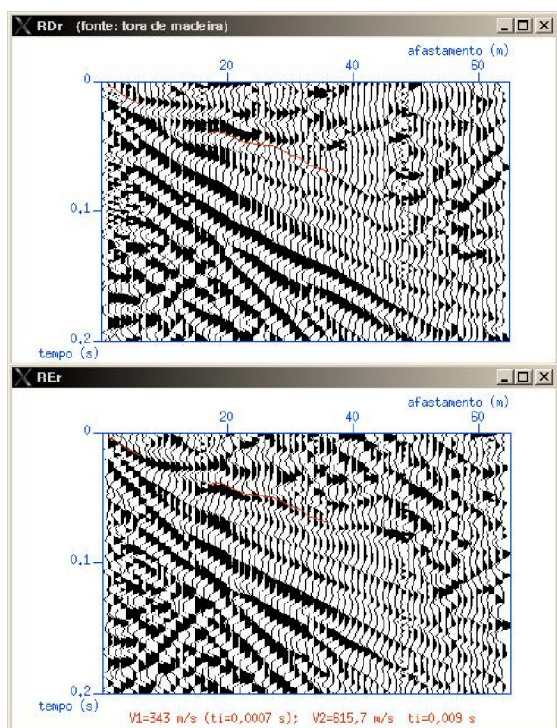 RDr (fonte: tora de madeira)
afastamento (m)
20 40 60
0
0,1
0,2
tempo (s)
REr
afastamento (m)
20 40 60
0
0,1
0,2
tempo (s)
V1=343 m/s (ti=0,0007 s); V2=615,7 m/s ti=0,009 s